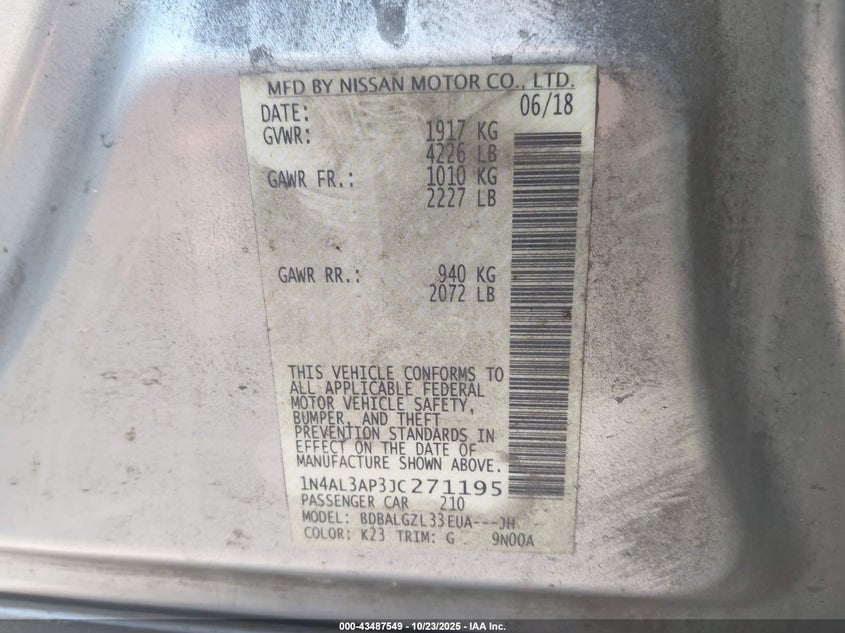 MFD BY NISSAN MOTOR CO., LTD.
DATE: 06/18
GVWR: 1917 KG
4226 LB
GAWR FR.: 1010 KG
2227 LB
GAWR RR.: 940 KG
2072 LB
THIS VEHICLE CONFORMS TO
ALL APPLICABLE FEDERAL
MOTOR VEHICLE SAFETY,
BUMPER, AND THEFT
PREVENTION STANDARDS IN
EFFECT ON THE DATE OF
MANUFACTURE SHOWN ABOVE.
1N4AL3AP3JC271195
PASSENGER CAR 210
MODEL: BDBALGZL33EUA---JH
COLOR: K23 TRIM: G 9N00A
000-43487549 - 10/23/2025 - IAA Inc.